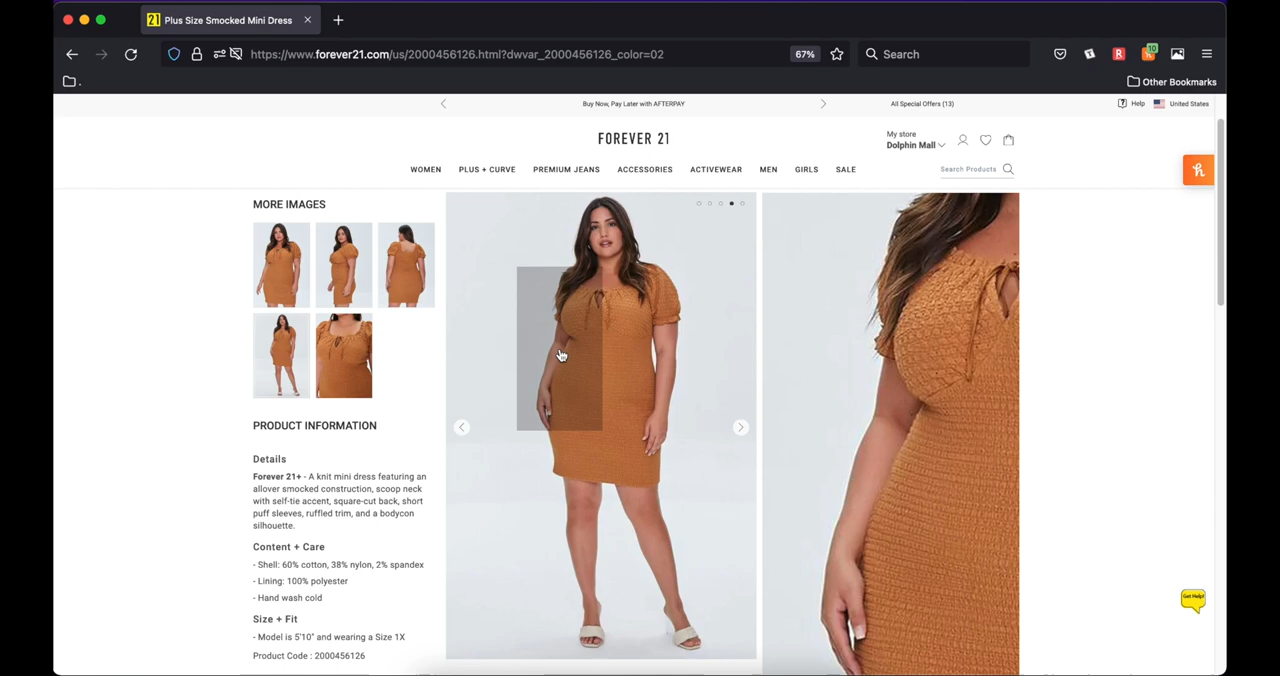 21 Plus Size Smocked Mini Dress
https://www.forever21.com/us/2000456126.html?dwvar_2000456126_color=02
67%
Search
R
10
.
Other Bookmarks
Buy Now, Pay Later with AFTERPAY
All Special Offers (13)
? Help
United States
FOREVER 21
My store
Dolphin Mall
WOMEN PLUS + CURVE PREMIUM JEANS ACCESSORIES ACTIVEWEAR MEN GIRLS SALE
Search Products
h
MORE IMAGES
PRODUCT INFORMATION
Details
Forever 21+ - A knit mini dress featuring an
allover smocked construction, scoop neck
with self-tie accent, square-cut back, short
puff sleeves, ruffled trim, and a bodycon
silhouette.
Content + Care
- Shell: 60% cotton, 38% nylon, 2% spandex
- Lining: 100% polyester
- Hand wash cold
Size + Fit
- Model is 5'10" and wearing a Size 1X
Product Code : 2000456126
Get Help!